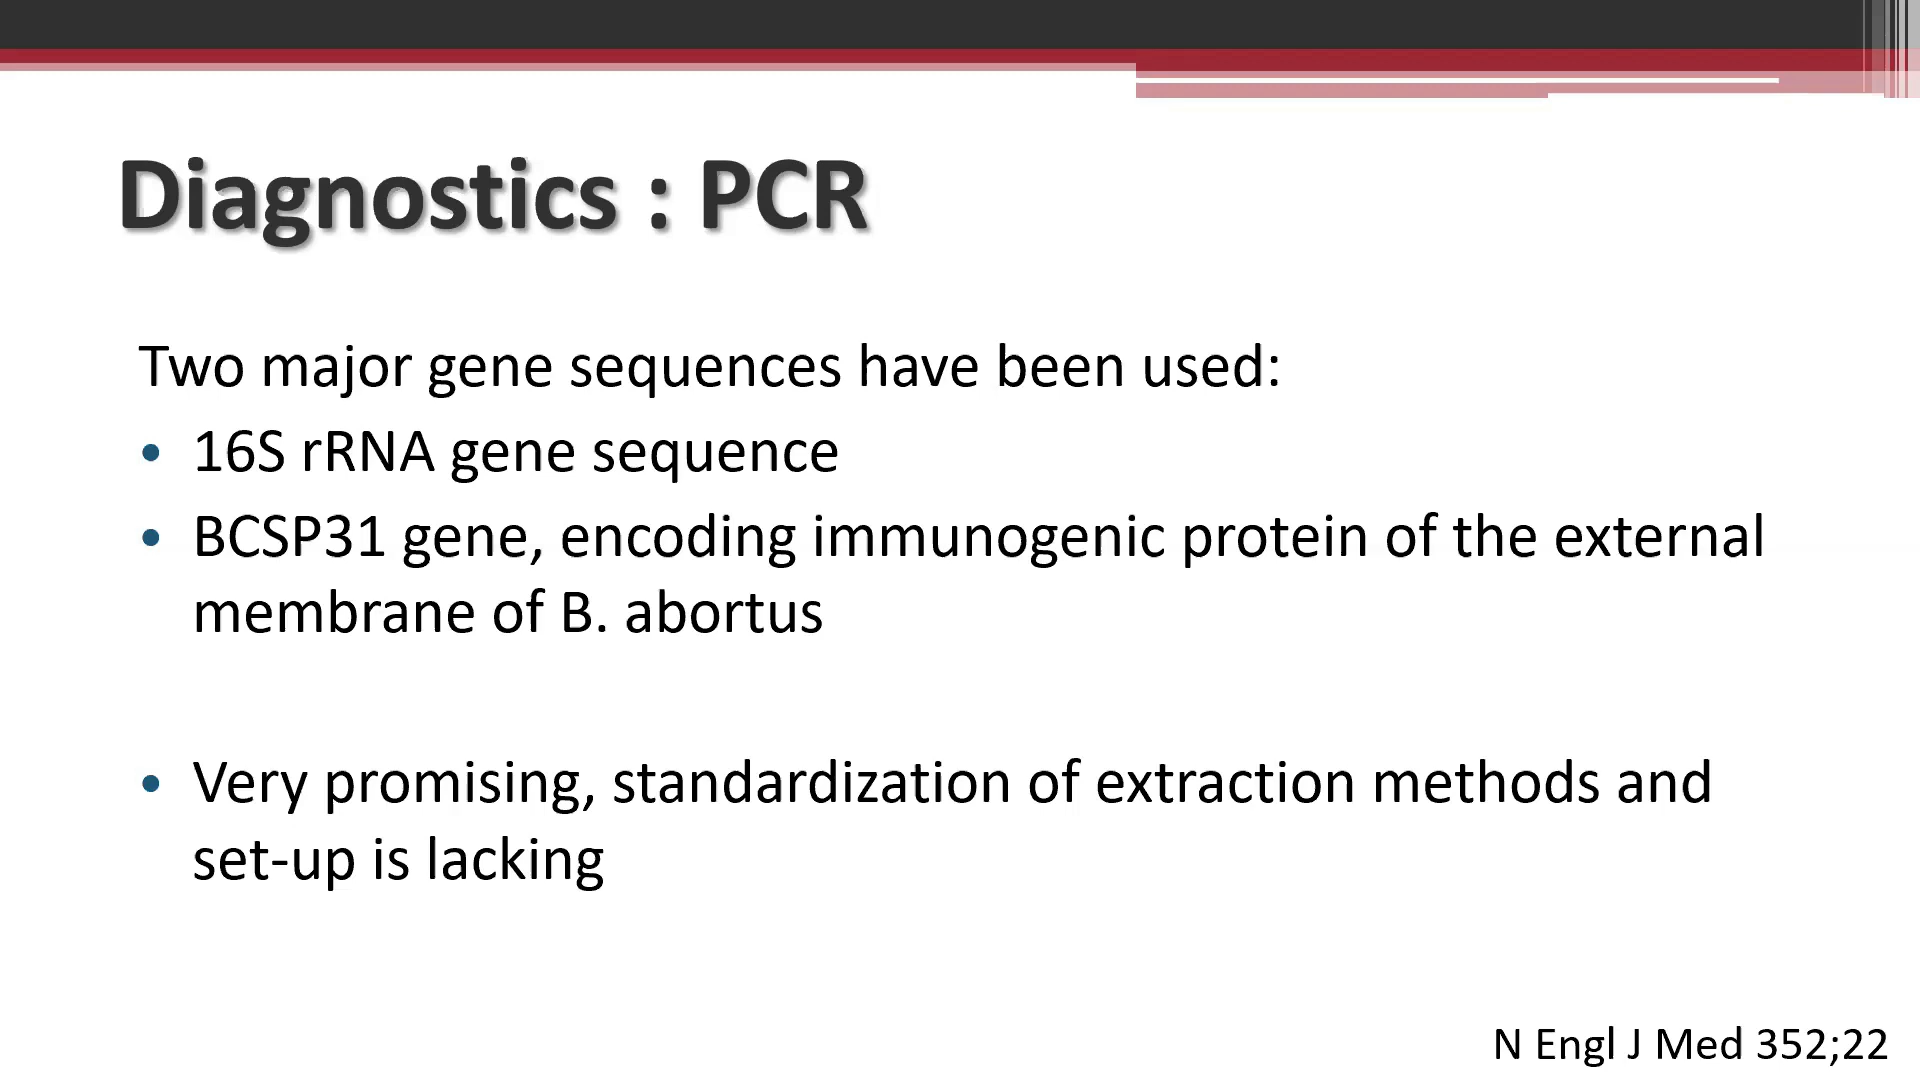 Diagnostics : PCR
Two major gene sequences have been used:
• 16S rRNA gene sequence
• BCSP31 gene, encoding immunogenic protein of the external
membrane of B. abortus
• Very promising, standardization of extraction methods and
set-up is lacking
N Engl J Med 352;22